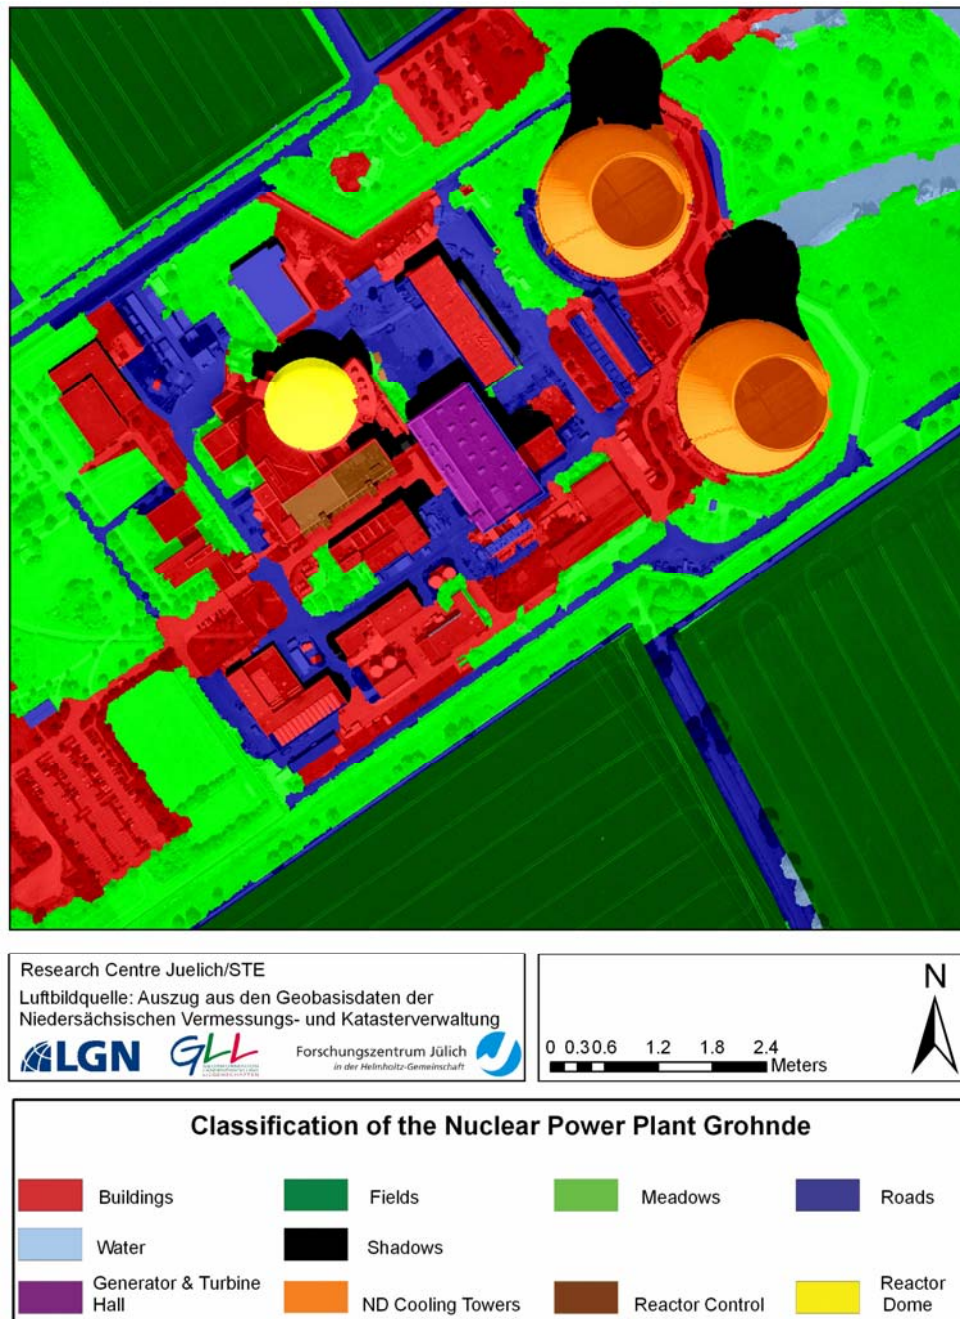 Research Centre Juelich/STE
Luftbildquelle: Auszug aus den Geobasisdaten der
Niedersächsischen Vermessungs- und Katasterverwaltung
LGN
GLL
Forschungszentrum Jülich
in der Helmholtz-Gemeinschaft
N
0 0.30.6 1.2 1.8 2.4
Meters
Classification of the Nuclear Power Plant Grohnde
Buildings
Fields
Meadows
Roads
Water
Shadows
Generator & Turbine
Hall
ND Cooling Towers
Reactor Control
Reactor
Dome